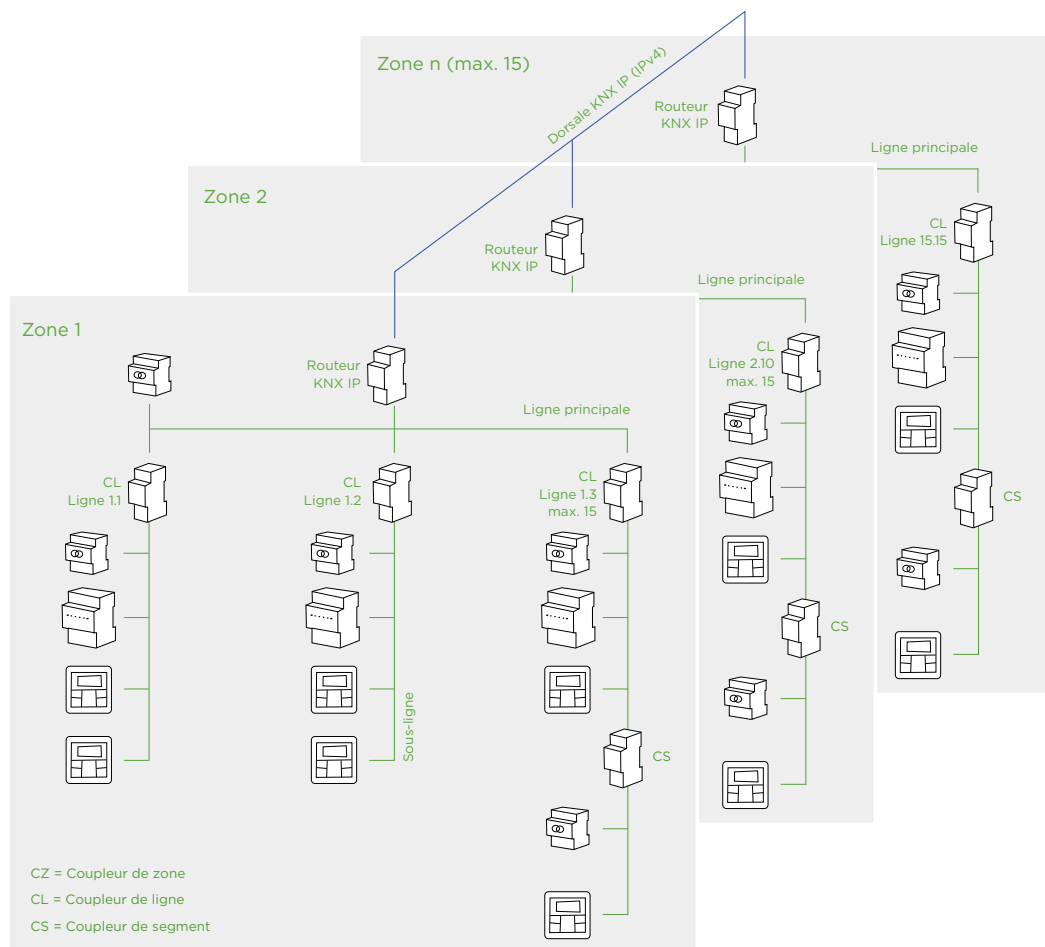 Zone n (max. 15)
Dorsale KNX IP (IPv4)
Routeur
KNX IP
Ligne principale
CL
Ligne 15.15
CS
Zone 2
Routeur
KNX IP
Ligne principale
CL
Ligne 2.10
max. 15
CS
Zone 1
Routeur
KNX IP
Ligne principale
CL
Ligne 1.1
CL
Ligne 1.2
CL
Ligne 1.3
max. 15
Sous-ligne
CS
CZ = Coupleur de zone
CL = Coupleur de ligne
CS = Coupleur de segment